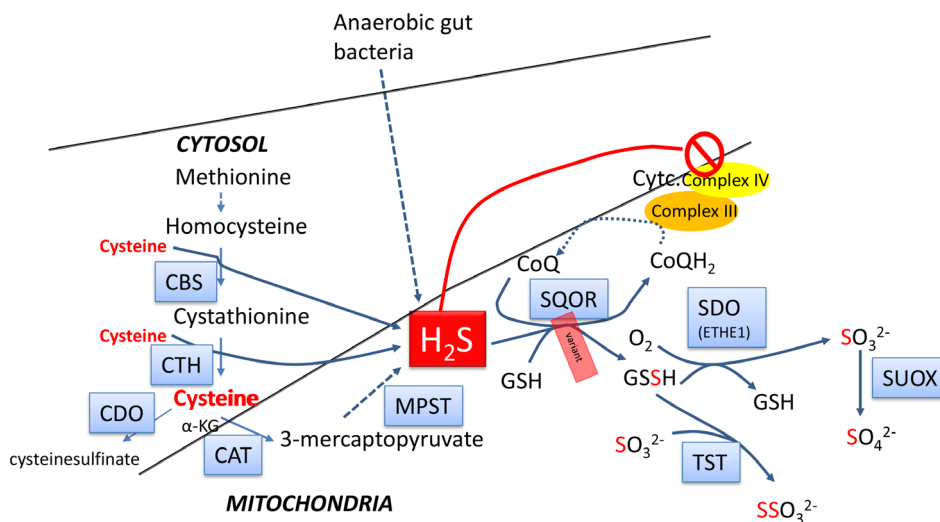 Anaerobic gut
bacteria
CYTOSOL
Methionine
Homocysteine
Cysteine
CBS
Cystathionine
Cysteine
CTH
Cysteine
CDO
α-KG
cysteinesulfinate
CAT
3-mercaptopyruvate
MPST
MITOCHONDRIA
H₂S
Cytc.
Complex IV
Complex III
CoQ
CoQH₂
SQOR
variant
GSH
O₂
GSSH
SDO
(ETHE1)
GSH
SO₃²⁻
SUOX
SO₄²⁻
SO₃²⁻
TST
SSO₃²⁻